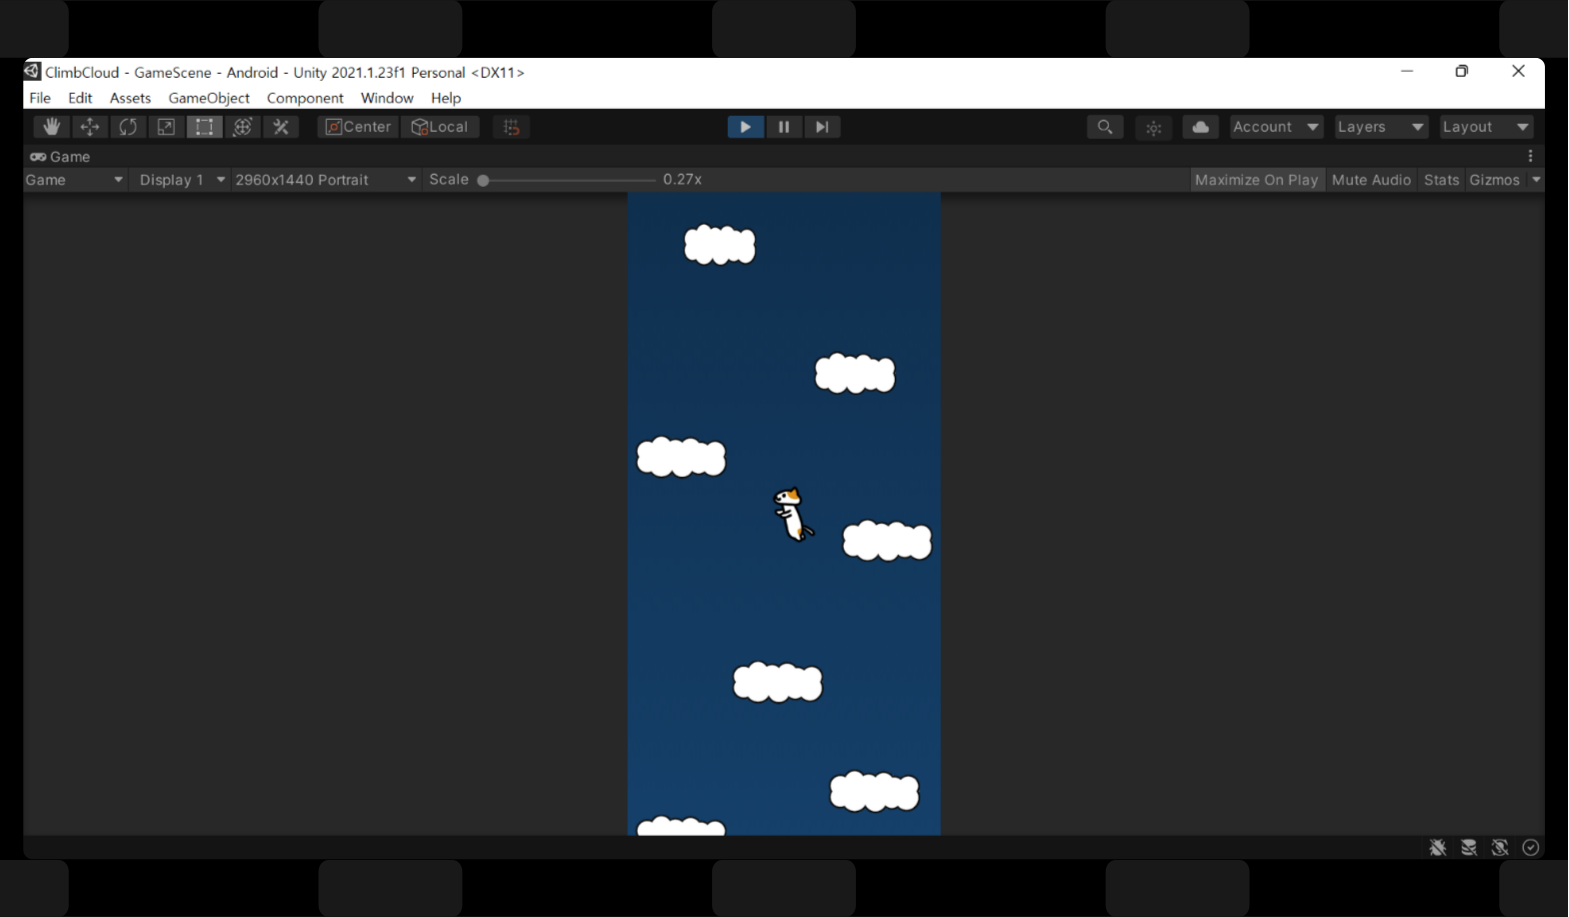 ClimbCloud - GameScene - Android - Unity 2021.1.23f1 Personal <DX11>
File Edit Assets GameObject Component Window Help
Center Local Account Layers Layout
Game
Game Display 1 2960x1440 Portrait Scale 0.27x Maximize On Play Mute Audio Stats Gizmos